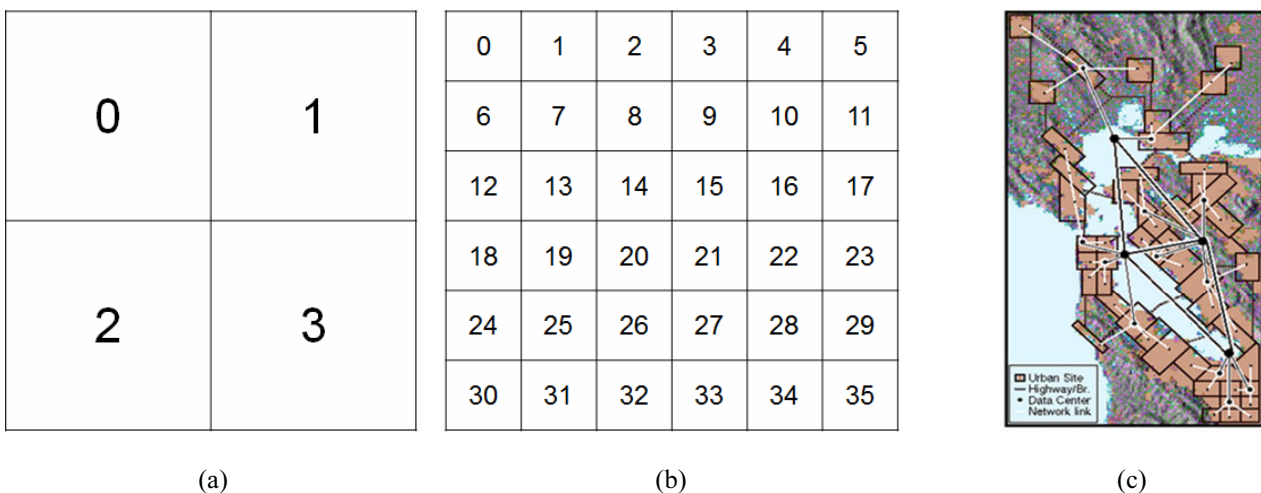 0 1
2 3
(a)
0 1 2 3 4 5
6 7 8 9 10 11
12 13 14 15 16 17
18 19 20 21 22 23
24 25 26 27 28 29
30 31 32 33 34 35
(b)
Urban Site
Highway/Br.
Data Center
Network link
(c)